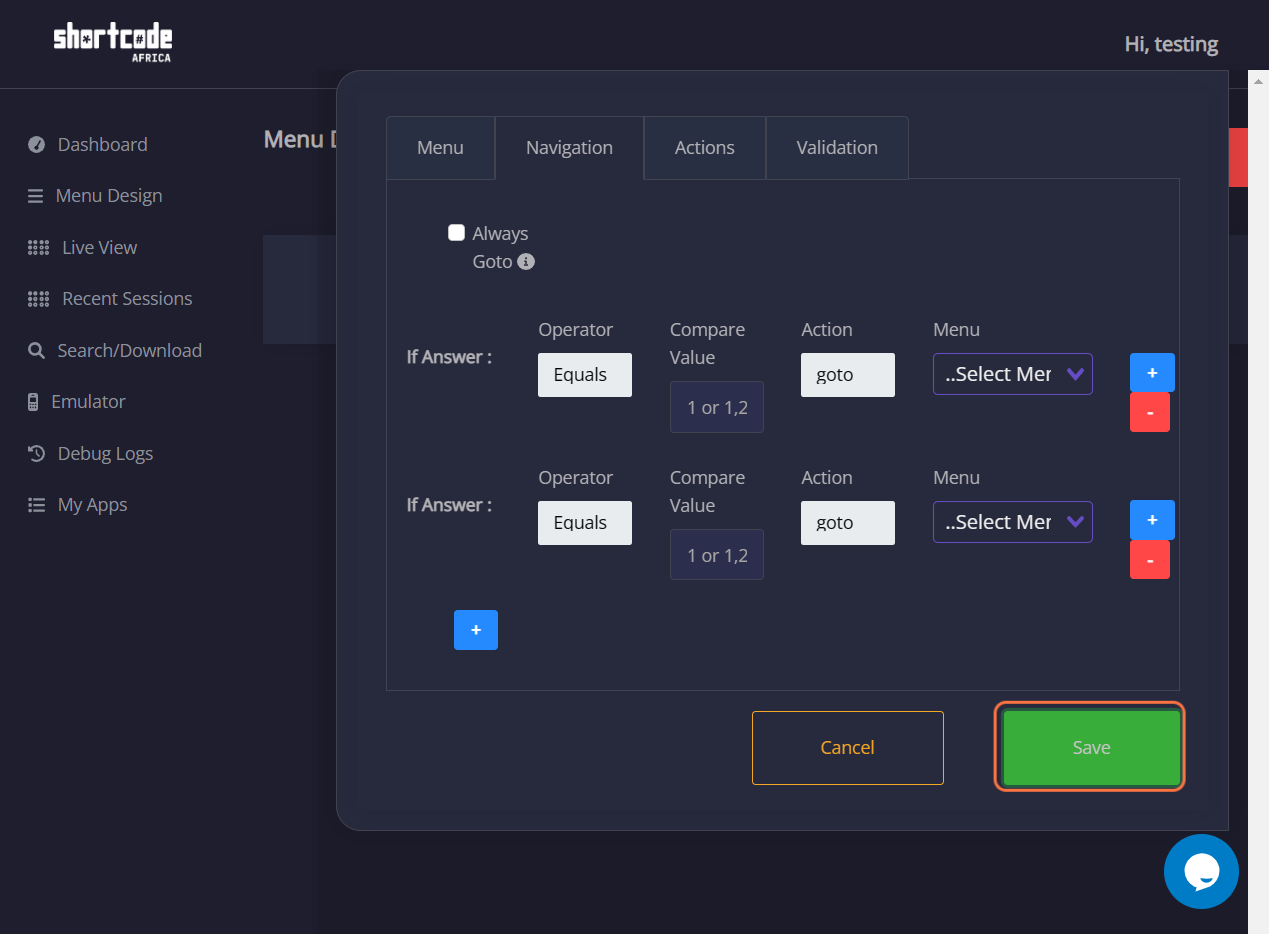 shortcode
AFRICA
Hi, testing
Dashboard
Menu Design
Live View
Recent Sessions
Search/Download
Emulator
Debug Logs
My Apps
Menu
Menu
Navigation
Actions
Validation
Always
Goto
If Answer :
Operator
Equals
Compare
Value
1 or 1,2
Action
goto
Menu
..Select Mer
+
-
If Answer :
Operator
Equals
Compare
Value
1 or 1,2
Action
goto
Menu
..Select Mer
+
-
+
Cancel
Save